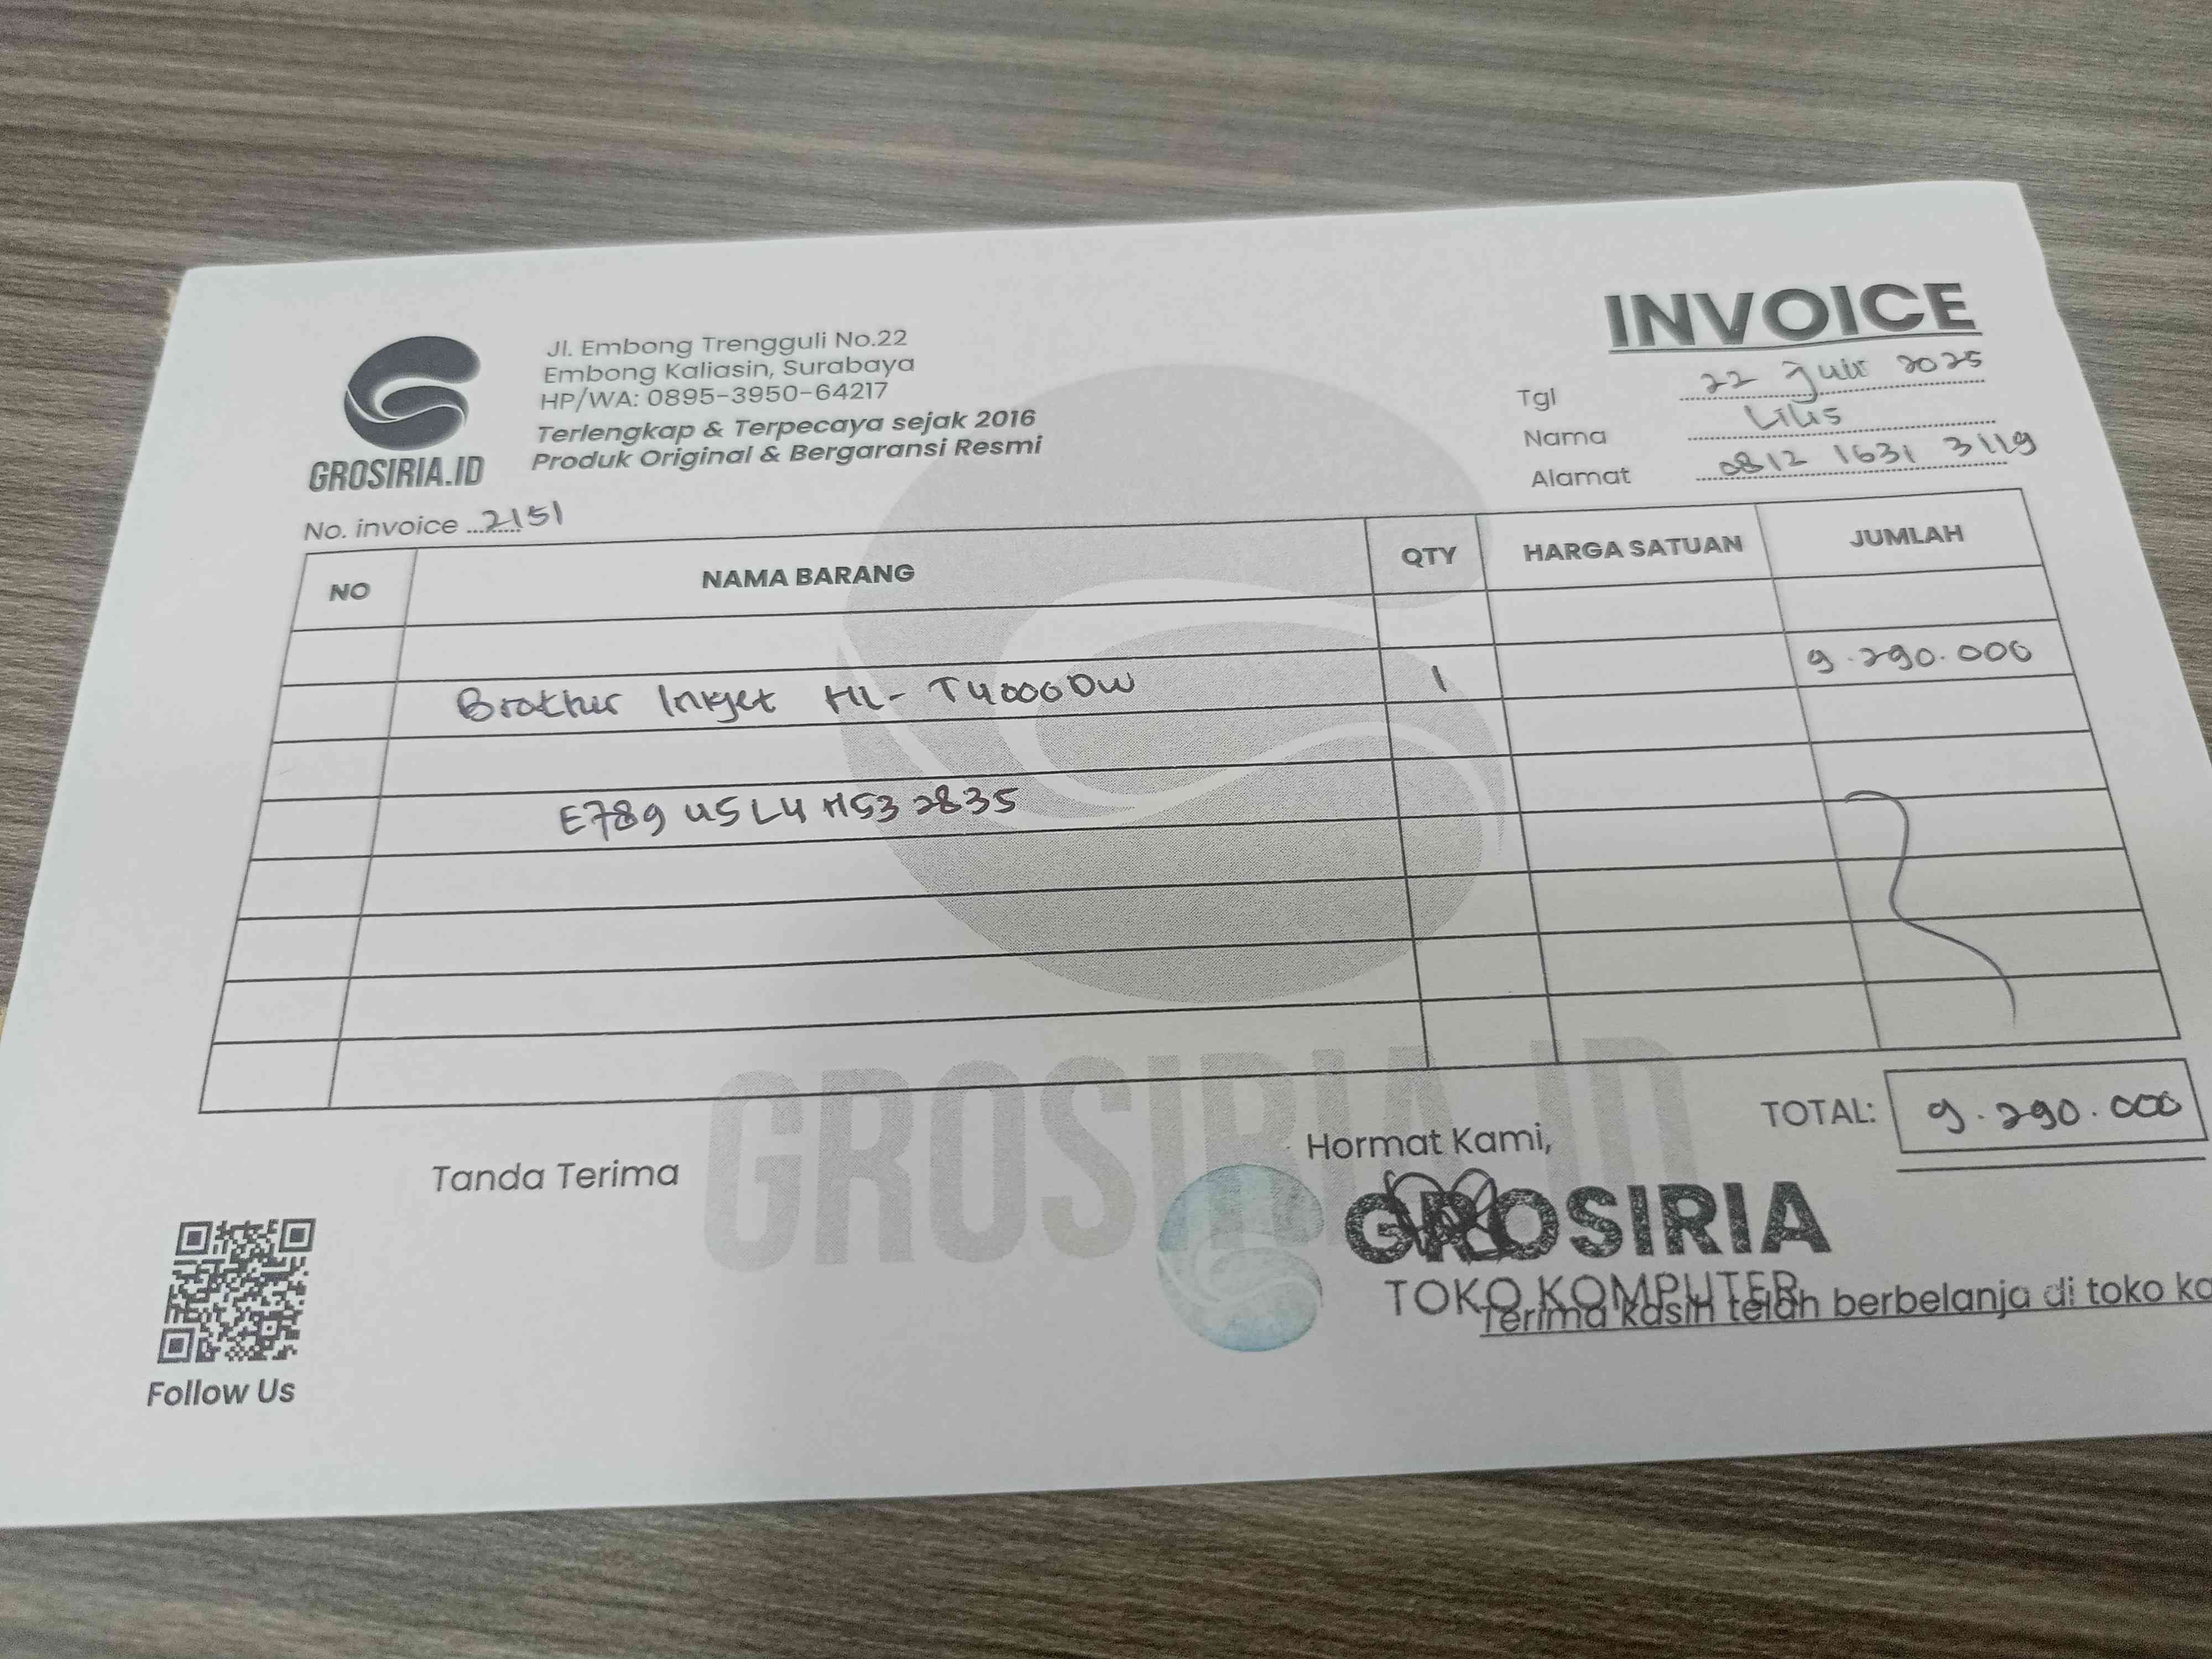 INVOICE
Jl. Embong Trengguli No.22
Embong Kaliasin, Surabaya
HP/WA: 0895-3950-64217
Terlengkap & Terpecaya sejak 2016
Produk Original & Bergaransi Resmi
GROSIRIA.ID
Tgl 22 2025
Nama Lilis
Alamat 0812 1631 3119
No. invoice 2151
NO NAMA BARANG QTY HARGA SATUAN JUMLAH
Brother Inkjet HL-T4000DW 1 9.290.000
E789 U5L4 H53 2835
TOTAL: 9.290.000
Tanda Terima
Hormat Kami,
GROSIRIA
TOKO KOMPUTER
Terima kasih telah berbelanja di toko ka
Follow Us
GROSIRIA.ID